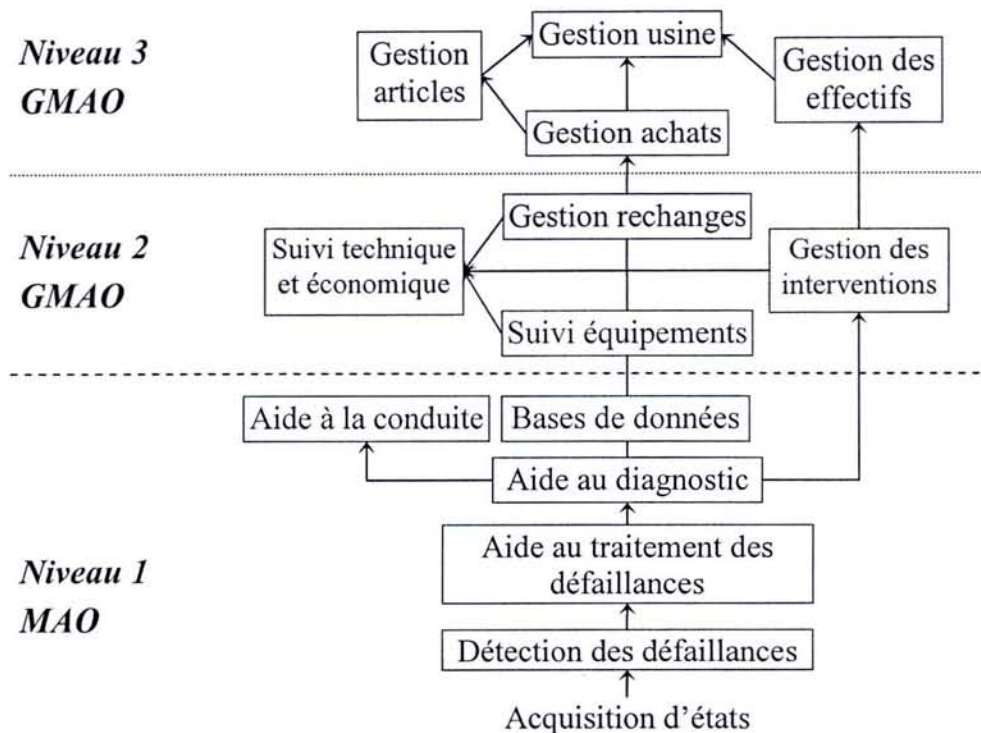 Niveau 3
GMAO
Gestion
articles
Gestion usine
Gestion des
effectifs
Gestion achats
Niveau 2
GMAO
Suivi technique
et économique
Gestion rechanges
Gestion des
interventions
Suivi équipements
Niveau 1
MAO
Aide à la conduite
Bases de données
Aide au diagnostic
Aide au traitement des
défaillances
Détection des défaillances
Acquisition d'états